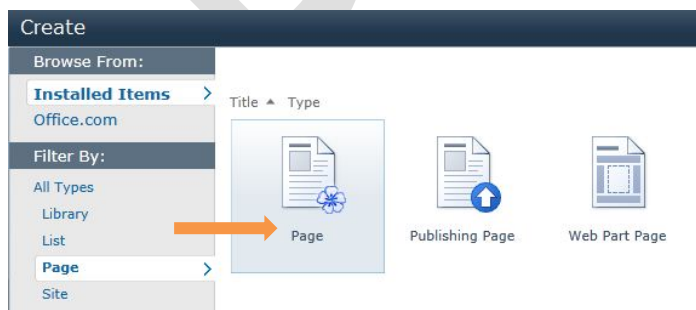 Create
Browse From:
Installed Items
Office.com
Filter By:
All Types
Library
List
Page
Site
Title Type
Page Publishing Page Web Part Page